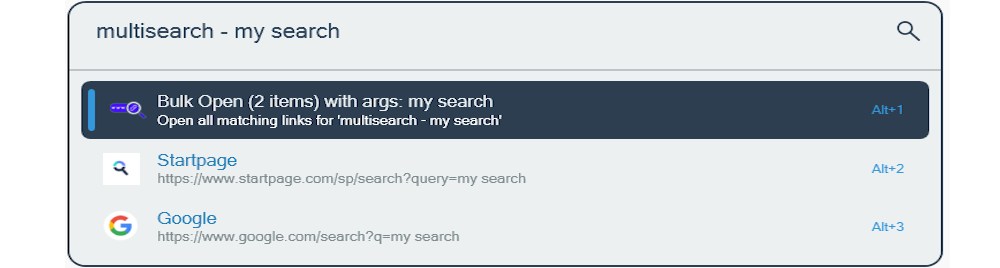 multisearch - my search
Bulk Open (2 items) with args: my search
Open all matching links for 'multisearch - my search'
Alt+1
Startpage
https://www.startpage.com/sp/search?query=my search
Alt+2
Google
https://www.google.com/search?q=my search
Alt+3